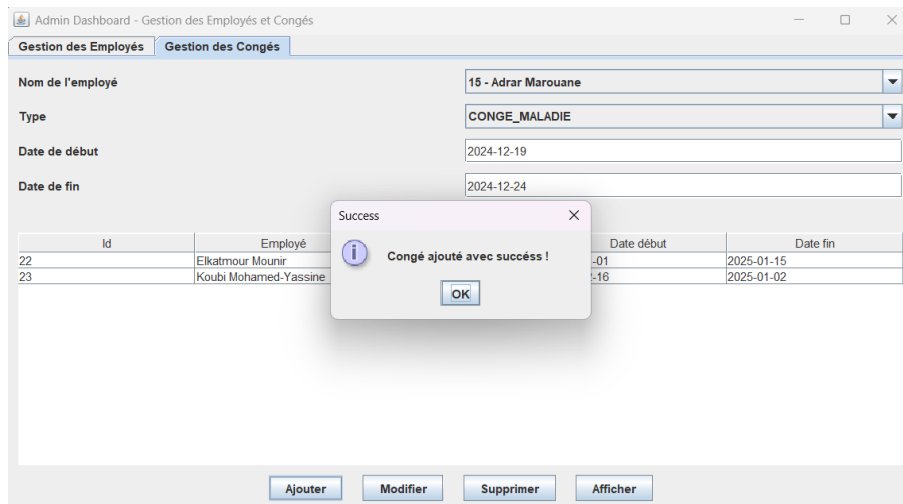 Admin Dashboard - Gestion des Employés et Congés
Gestion des Employés Gestion des Congés
Nom de l'employé 15 - Adrar Marouane
Type CONGE_MALADIE
Date de début 2024-12-19
Date de fin 2024-12-24
Success
Congé ajouté avec succéss !
OK
Id Employé Date début Date fin
22 Elkatmour Mounir -01 2025-01-15
23 Koubi Mohamed-Yassine -16 2025-01-02
Ajouter Modifier Supprimer Afficher